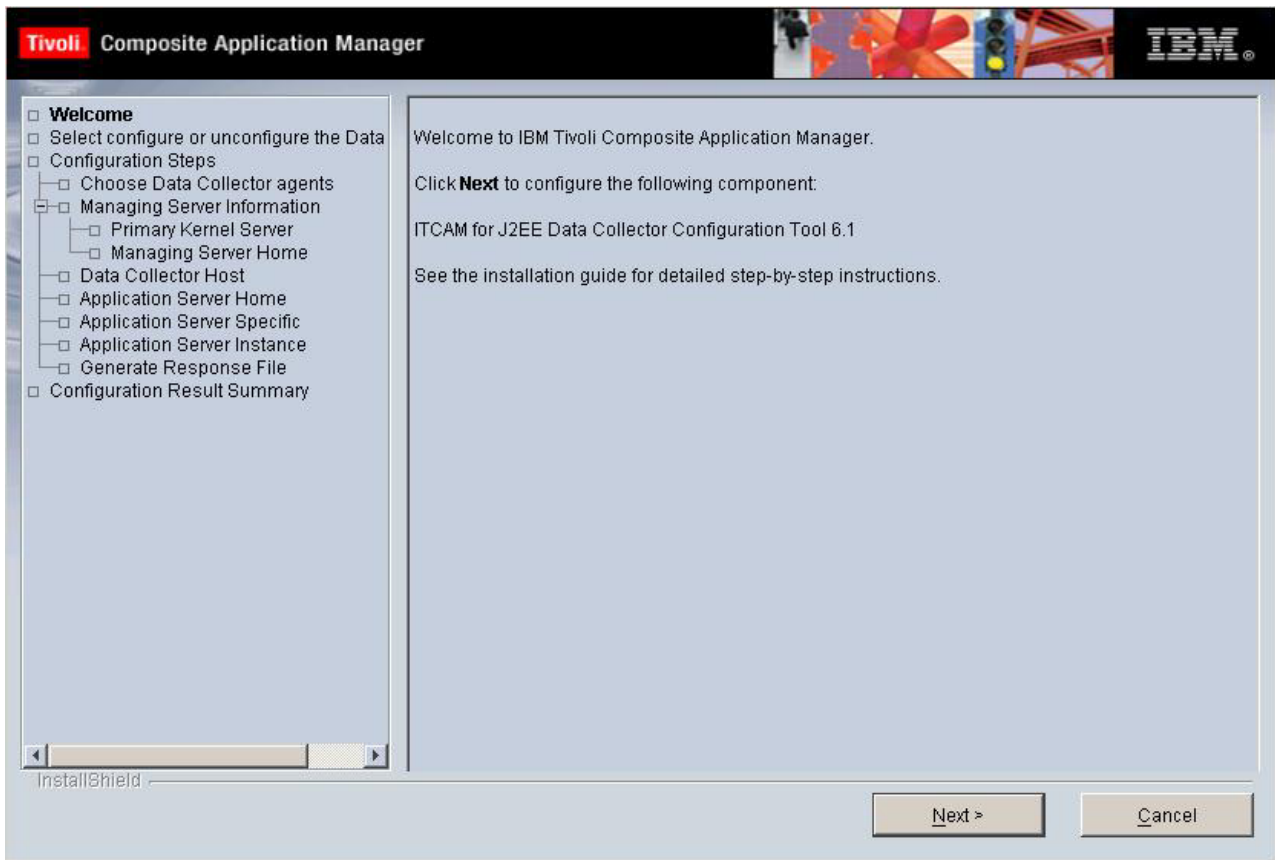 Tivoli. Composite Application Manager
IBM®
Welcome
Select configure or unconfigure the Data
Configuration Steps
Choose Data Collector agents
Managing Server Information
Primary Kernel Server
Managing Server Home
Data Collector Host
Application Server Home
Application Server Specific
Application Server Instance
Generate Response File
Configuration Result Summary
Welcome to IBM Tivoli Composite Application Manager.
Click Next to configure the following component:
ITCAM for J2EE Data Collector Configuration Tool 6.1
See the installation guide for detailed step-by-step instructions.
InstallShield
Next >
Cancel